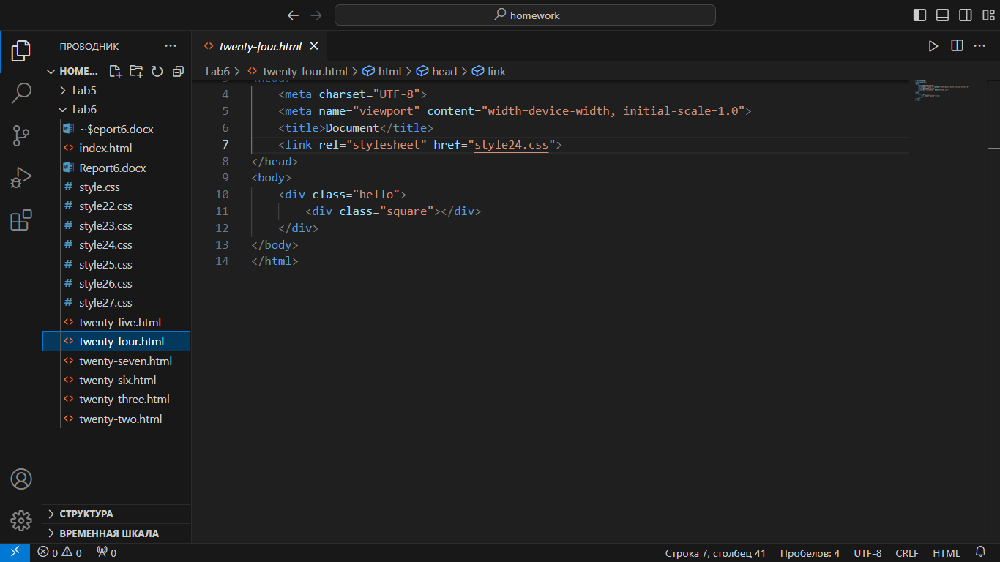 homework
ПРОВОДНИК
HOME...
Lab5
Lab6
~$eport6.docx
index.html
Report6.docx
style.css
style22.css
style23.css
style24.css
style25.css
style26.css
style27.css
twenty-five.html
twenty-four.html
twenty-seven.html
twenty-six.html
twenty-three.html
twenty-two.html
СТРУКТУРА
ВРЕМЕННАЯ ШКАЛА
twenty-four.html
Lab6 > twenty-four.html > html > head > link
4 <meta charset="UTF-8">
5 <meta name="viewport" content="width=device-width, initial-scale=1.0">
6 <title>Document</title>
7 <link rel="stylesheet" href="style24.css">
8 </head>
9 <body>
10 <div class="hello">
11 <div class="square"></div>
12 </div>
13 </body>
14 </html>
0 0 0 Строка 7, столбец 41 Пробелов: 4 UTF-8 CRLF HTML